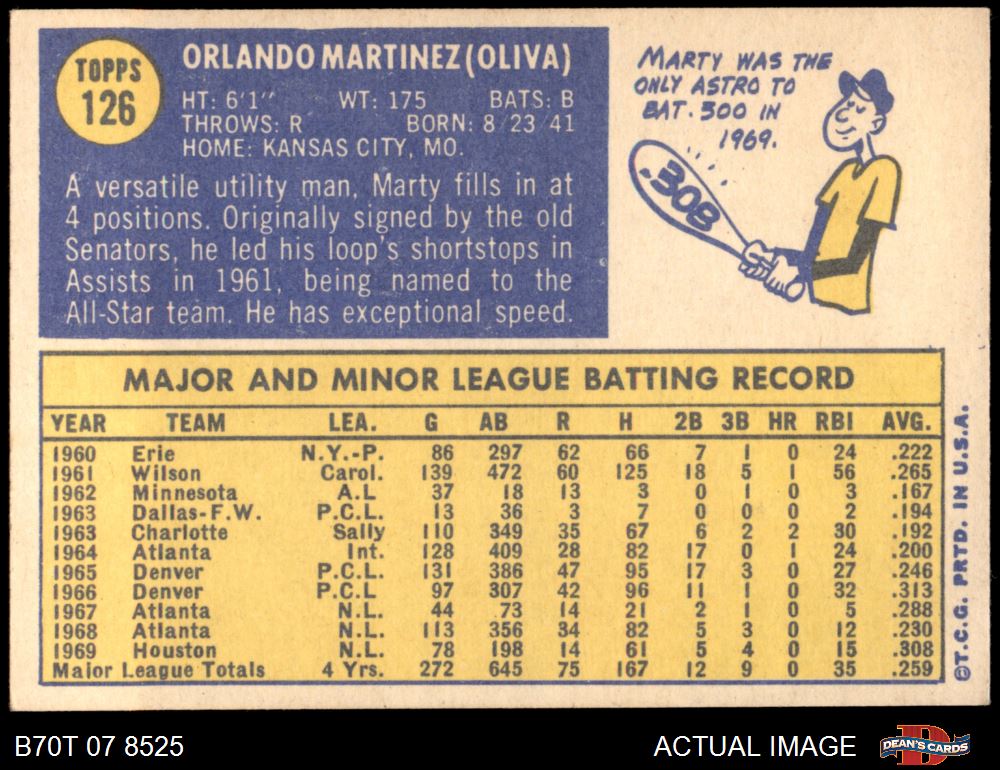 TOPPS
126
ORLANDO MARTINEZ (OLIVA)
HT: 6'1" WT: 175 BATS: B
THROWS: R BORN: 8 23 41
HOME: KANSAS CITY, MO.
A versatile utility man, Marty fills in at
4 positions. Originally signed by the old
Senators, he led his loop's shortstops in
Assists in 1961, being named to the
All-Star team. He has exceptional speed.
MARTY WAS THE
ONLY ASTRO TO
BAT .300 IN
1969.
.308
MAJOR AND MINOR LEAGUE BATTING RECORD
YEAR TEAM LEA. G AB R H 2B 3B HR RBI AVG.
1960 Erie N.Y.-P. 86 297 62 66 7 1 0 24 .222
1961 Wilson Carol. 139 472 60 125 18 5 1 56 .265
1962 Minnesota A.L 37 18 13 3 0 1 0 3 .167
1963 Dallas-F.W. P.C.L. 13 36 3 7 0 0 0 2 .194
1963 Charlotte Sally 110 349 35 67 6 2 2 30 .192
1964 Atlanta Int. 128 409 28 82 17 0 1 24 .200
1965 Denver P.C.L. 131 386 47 95 17 3 0 27 .246
1966 Denver P.C.L 97 307 42 96 11 1 0 32 .313
1967 Atlanta N.L. 44 .73 14 21 2 1 0 5 .288
1968 Atlanta N.L. 113 356 34 82 5 3 0 12 .230
1969 Houston N.L. 78 198 14 61 5 4 0 15 .308
Major League Totals 4 Yrs. 272 645 75 167 12 9 0 35 .259
©T.C.G. PRTD. IN U.S.A.
B70T 07 8525
ACTUAL IMAGE
D
DEAN'S CARDS